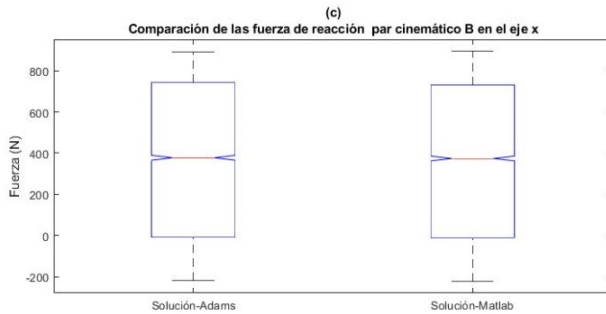 (c)
Comparación de las fuerza de reacción par cinemático B en el eje x
Fuerza (N)
800
600
400
200
0
-200
Solución-Adams
Solución-Matlab